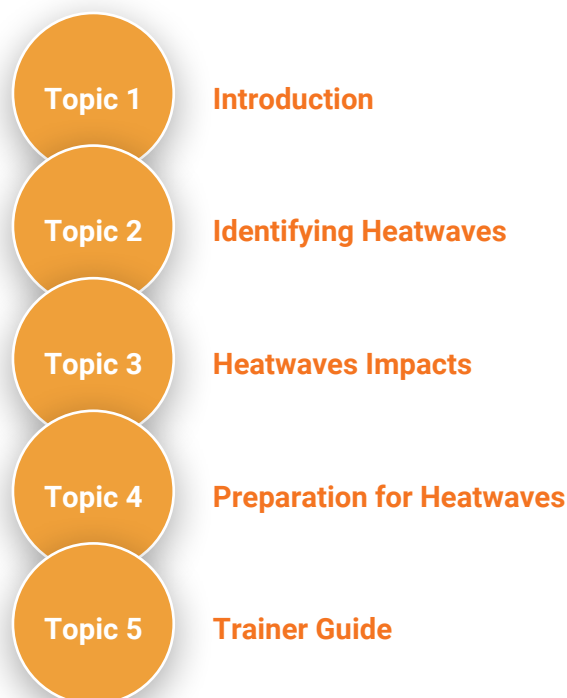 Topic 1 Introduction
Topic 2 Identifying Heatwaves
Topic 3 Heatwaves Impacts
Topic 4 Preparation for Heatwaves
Topic 5 Trainer Guide